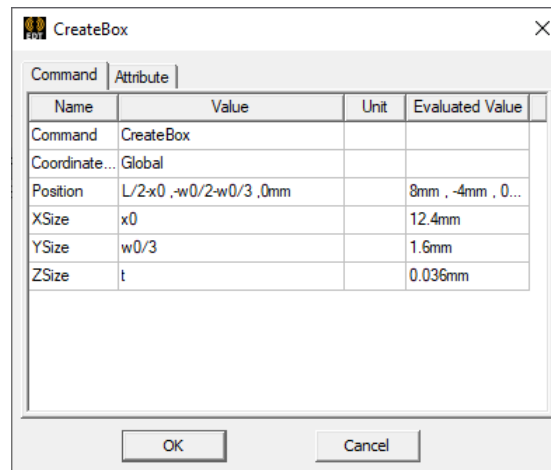 EDT CreateBox
Command Attribute
Name Value Unit Evaluated Value
Command CreateBox
Coordinate... Global
Position L/2-x0 ,-w0/2-w0/3 ,0mm 8mm , -4mm , 0...
XSize x0 12.4mm
YSize w0/3 1.6mm
ZSize t 0.036mm
OK Cancel